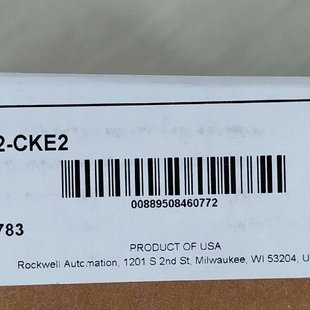 2-CKE2
00889508460772
783
PRODUCT OF USA
Rockwell Automation, 1201 S 2nd St, Milwaukee, WI 53204, U